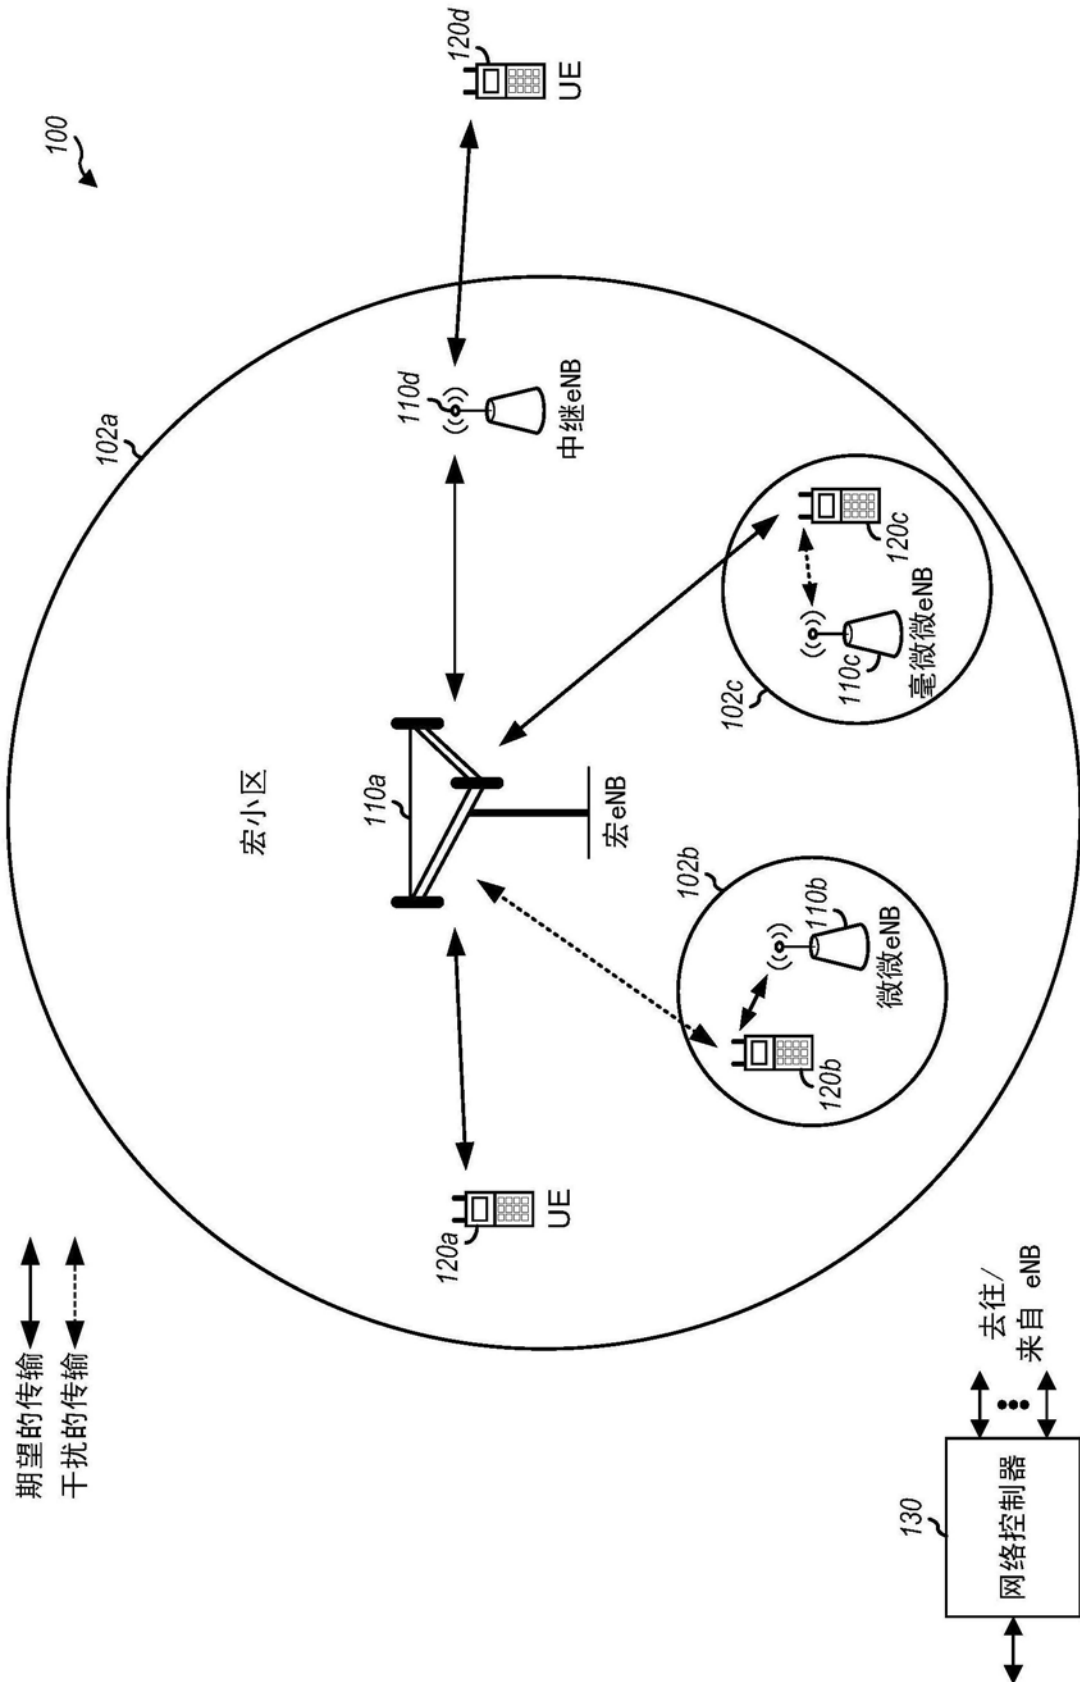 期望的传输
干扰的传输
100
102a
宏小区
110a
宏eNB
110d
中继eNB
120d
UE
120a
UE
102b
110b
微微eNB
120b
102c
110c
毫微微eNB
120c
130
网络控制器
去往/
来自 eNB